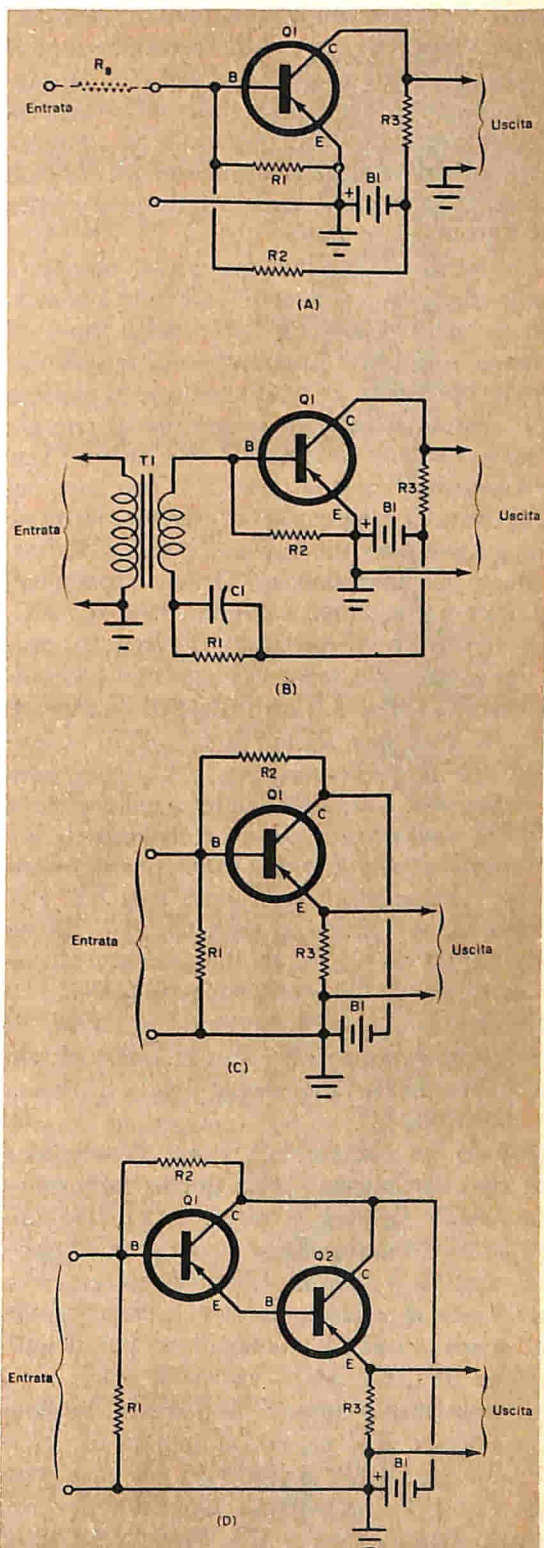 Q1
C
R_s
B
Entrata
R3
Uscita
E
R1
+ B1
R2
(A)
Q1
C
T1
B
R3
Entrata
E
+ B1
Uscita
R2
C1
R1
(B)
R2
Q1
C
B
E
Entrata
R1
R3
Uscita
B1
(C)
R2
Q1
C
B
Q2
C
E
B
E
Entrata
R1
R3
Uscita
+ B1
(D)